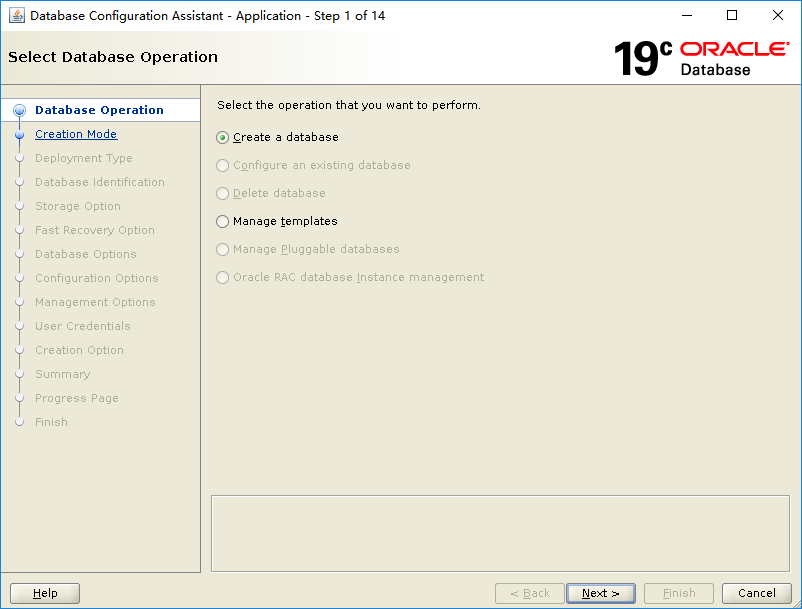 Database Configuration Assistant - Application - Step 1 of 14
Select Database Operation
19c ORACLE
Database
Database Operation
Creation Mode
Deployment Type
Database Identification
Storage Option
Fast Recovery Option
Database Options
Configuration Options
Management Options
User Credentials
Creation Option
Summary
Progress Page
Finish
Select the operation that you want to perform.
Create a database
Configure an existing database
Delete database
Manage templates
Manage Pluggable databases
Oracle RAC database Instance management
Help
< Back
Next >
Finish
Cancel